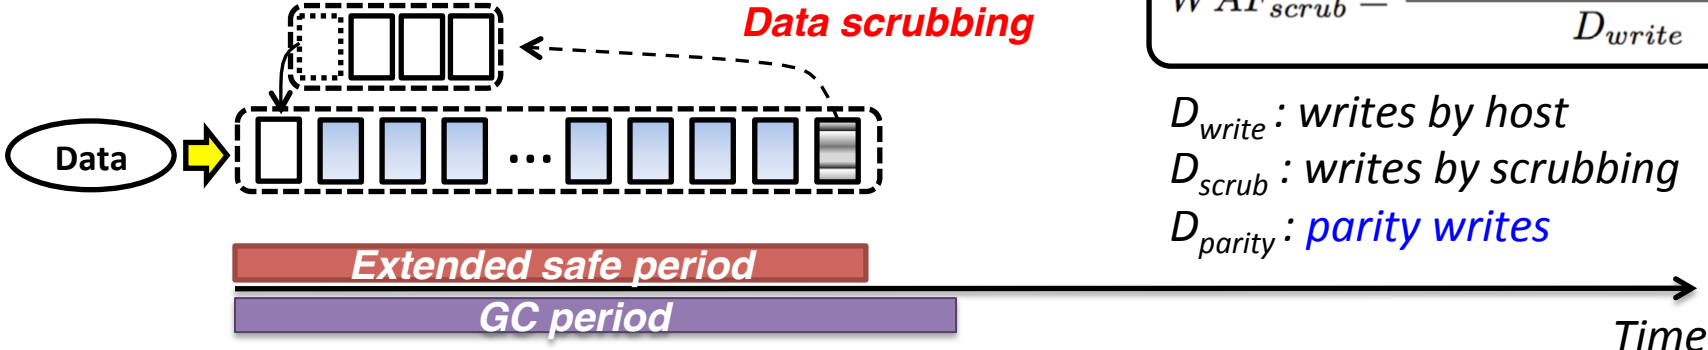 Data scrubbing
WAF_scrub =
D_write
Data
...
D_write : writes by host
D_scrub : writes by scrubbing
D_parity : parity writes
Extended safe period
GC period
Time